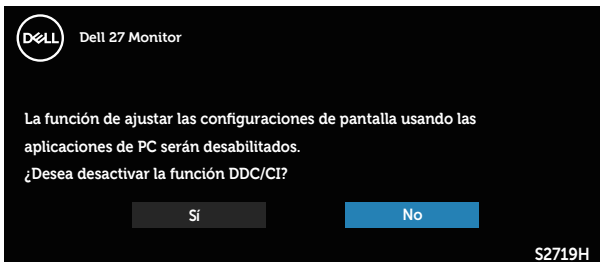 DELL
Dell 27 Monitor
La función de ajustar las configuraciones de pantalla usando las
aplicaciones de PC serán desabilitados.
¿Desea desactivar la función DDC/CI?
Sí
No
S2719H